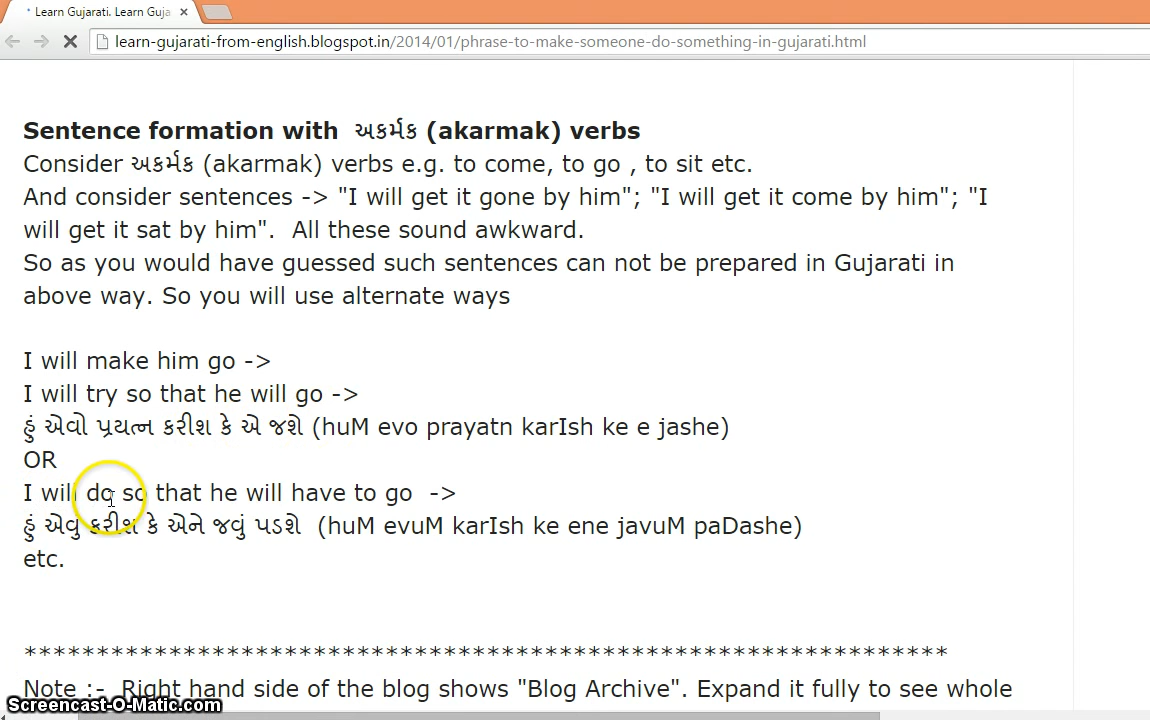 Learn Gujarati. Learn Guja
learn-gujarati-from-english.blogspot.in/2014/01/phrase-to-make-someone-do-something-in-gujarati.html
Sentence formation with અકર્મક (akarmak) verbs
Consider અકર્મક (akarmak) verbs e.g. to come, to go , to sit etc.
And consider sentences -> "I will get it gone by him"; "I will get it come by him"; "I
will get it sat by him". All these sound awkward.
So as you would have guessed such sentences can not be prepared in Gujarati in
above way. So you will use alternate ways
I will make him go ->
I will try so that he will go ->
હું એવો પ્રયત્ન કરીશ કે એ જશે (huM evo prayatn karIsh ke e jashe)
OR
I will do so that he will have to go ->
હું એવું કરીશ કે એને જવું પડશે (huM evuM karIsh ke ene javuM paDashe)
etc.
******************************************************************
Note :- Right hand side of the blog shows "Blog Archive". Expand it fully to see whole
Screencast-O-Matic.com